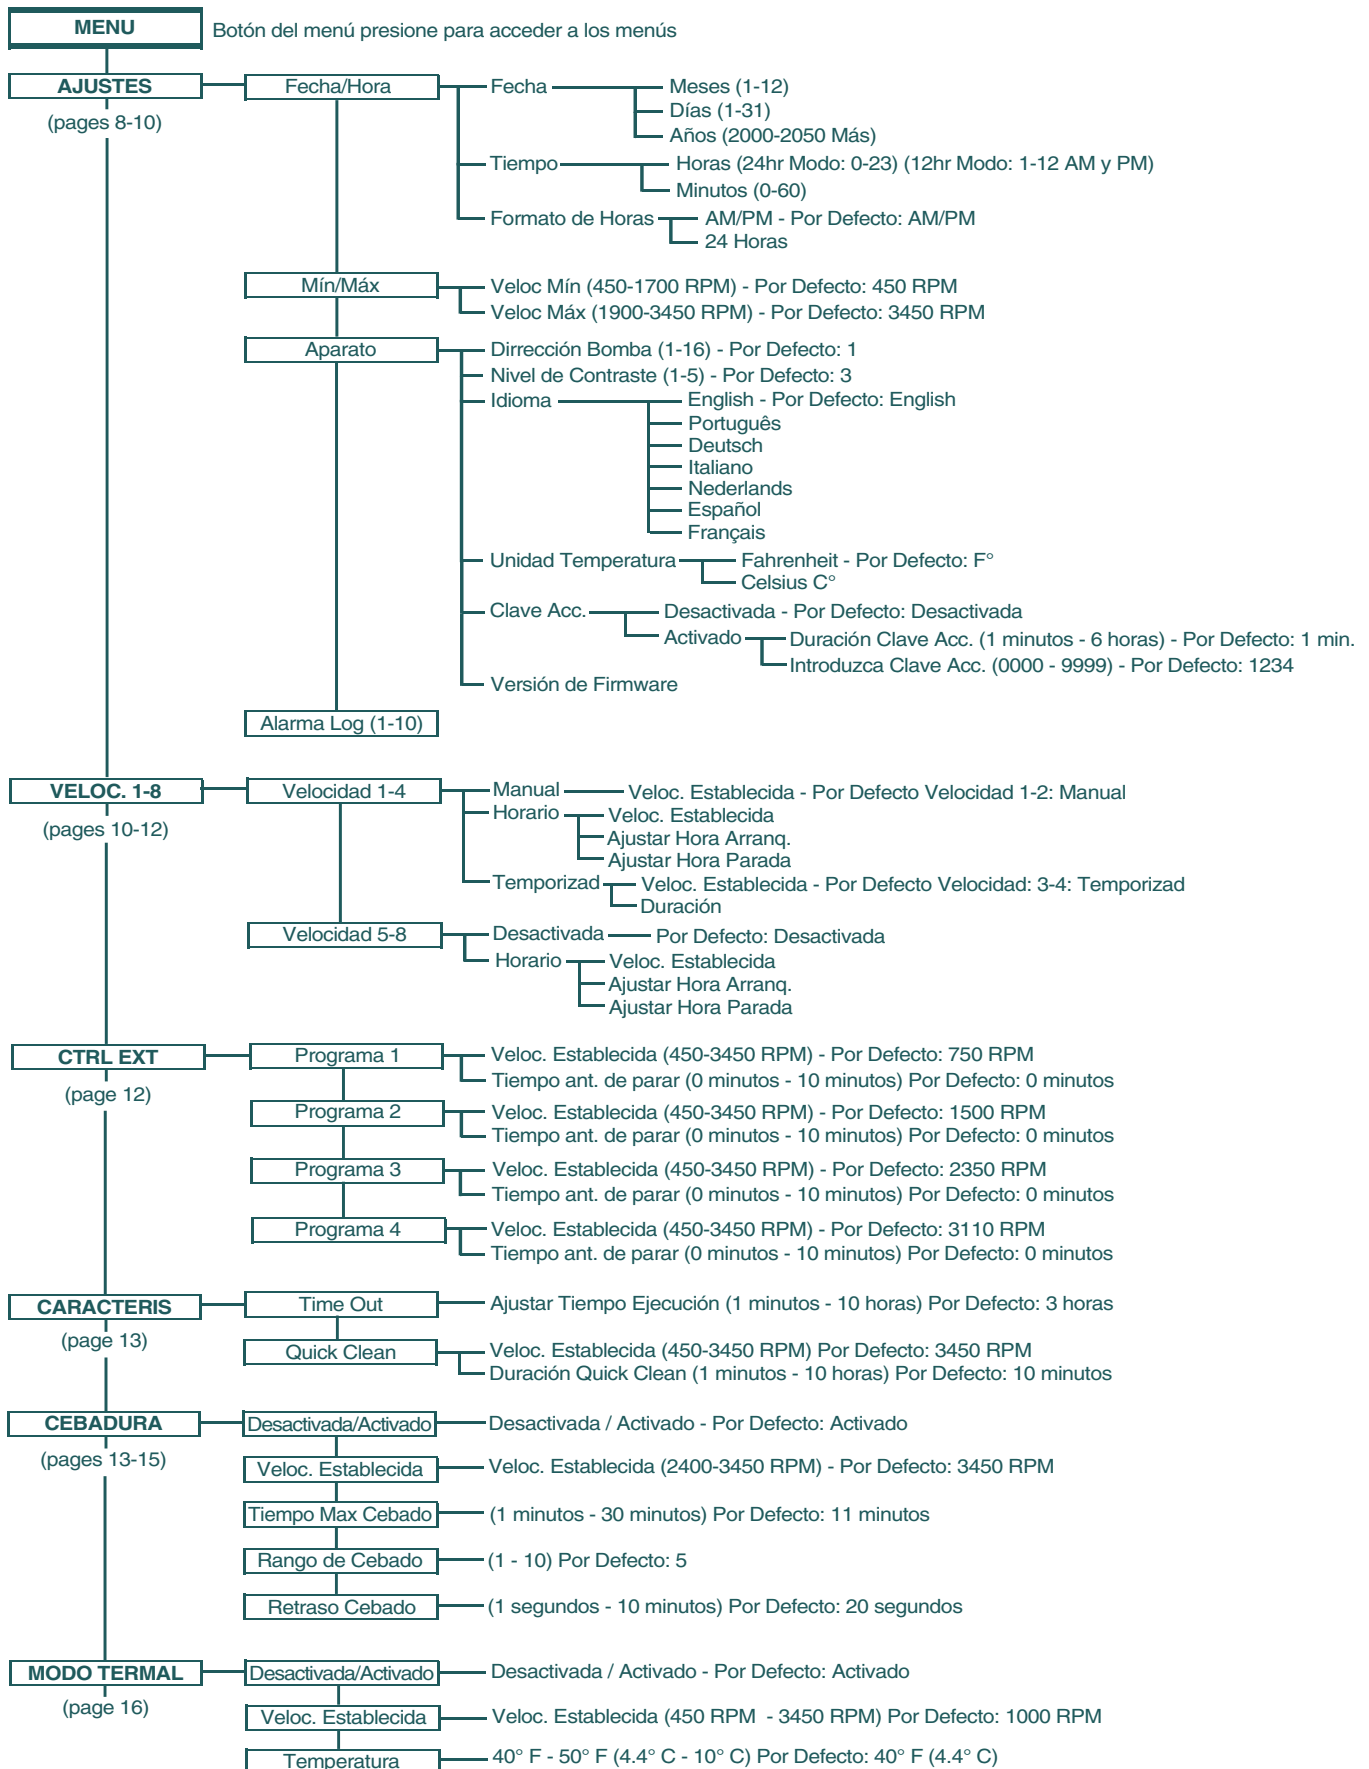 MENU
Botón del menú presione para acceder a los menús
AJUSTES
(pages 8-10)
Fecha/Hora
Fecha
Meses (1-12)
Días (1-31)
Años (2000-2050 Más)
Tiempo
Horas (24hr Modo: 0-23) (12hr Modo: 1-12 AM y PM)
Minutos (0-60)
Formato de Horas
AM/PM - Por Defecto: AM/PM
24 Horas
Mín/Máx
Veloc Mín (450-1700 RPM) - Por Defecto: 450 RPM
Veloc Máx (1900-3450 RPM) - Por Defecto: 3450 RPM
Aparato
Dirrección Bomba (1-16) - Por Defecto: 1
Nivel de Contraste (1-5) - Por Defecto: 3
Idioma
English - Por Defecto: English
Português
Deutsch
Italiano
Nederlands
Español
Français
Unidad Temperatura
Fahrenheit - Por Defecto: F°
Celsius C°
Clave Acc.
Desactivada - Por Defecto: Desactivada
Activado
Duración Clave Acc. (1 minutos - 6 horas) - Por Defecto: 1 min.
Introduzca Clave Acc. (0000 - 9999) - Por Defecto: 1234
Versión de Firmware
Alarma Log (1-10)
VELOC. 1-8
(pages 10-12)
Velocidad 1-4
Manual
Veloc. Establecida - Por Defecto Velocidad 1-2: Manual
Horario
Veloc. Establecida
Ajustar Hora Arranq.
Ajustar Hora Parada
Temporizad
Veloc. Establecida - Por Defecto Velocidad: 3-4: Temporizad
Duración
Velocidad 5-8
Desactivada
Por Defecto: Desactivada
Horario
Veloc. Establecida
Ajustar Hora Arranq.
Ajustar Hora Parada
CTRL EXT
(page 12)
Programa 1
Veloc. Establecida (450-3450 RPM) - Por Defecto: 750 RPM
Tiempo ant. de parar (0 minutos - 10 minutos) Por Defecto: 0 minutos
Programa 2
Veloc. Establecida (450-3450 RPM) - Por Defecto: 1500 RPM
Tiempo ant. de parar (0 minutos - 10 minutos) Por Defecto: 0 minutos
Programa 3
Veloc. Establecida (450-3450 RPM) - Por Defecto: 2350 RPM
Tiempo ant. de parar (0 minutos - 10 minutos) Por Defecto: 0 minutos
Programa 4
Veloc. Establecida (450-3450 RPM) - Por Defecto: 3110 RPM
Tiempo ant. de parar (0 minutos - 10 minutos) Por Defecto: 0 minutos
CARACTERIS
(page 13)
Time Out
Ajustar Tiempo Ejecución (1 minutos - 10 horas) Por Defecto: 3 horas
Quick Clean
Veloc. Establecida (450-3450 RPM) Por Defecto: 3450 RPM
Duración Quick Clean (1 minutos - 10 horas) Por Defecto: 10 minutos
CEBADURA
(pages 13-15)
Desactivada/Activado
Desactivada / Activado - Por Defecto: Activado
Veloc. Establecida
Veloc. Establecida (2400-3450 RPM) - Por Defecto: 3450 RPM
Tiempo Max Cebado
(1 minutos - 30 minutos) Por Defecto: 11 minutos
Rango de Cebado
(1 - 10) Por Defecto: 5
Retraso Cebado
(1 segundos - 10 minutos) Por Defecto: 20 segundos
MODO TERMAL
(page 16)
Desactivada/Activado
Desactivada / Activado - Por Defecto: Activado
Veloc. Establecida
Veloc. Establecida (450 RPM - 3450 RPM) Por Defecto: 1000 RPM
Temperatura
40° F - 50° F (4.4° C - 10° C) Por Defecto: 40° F (4.4° C)